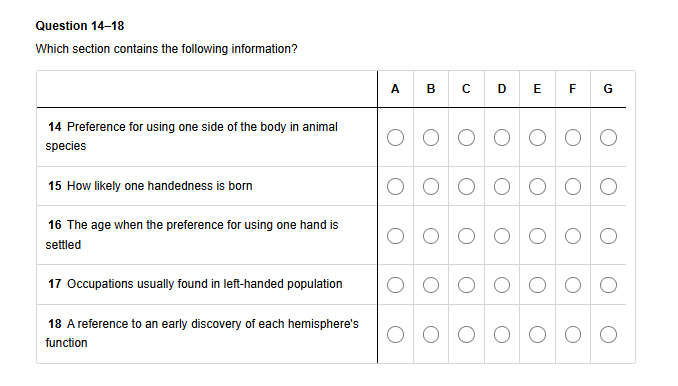 Question 14–18
Which section contains the following information?
A B C D E F G
14 Preference for using one side of the body in animal
species
15 How likely one handedness is born
16 The age when the preference for using one hand is
settled
17 Occupations usually found in left-handed population
18 A reference to an early discovery of each hemisphere's
function